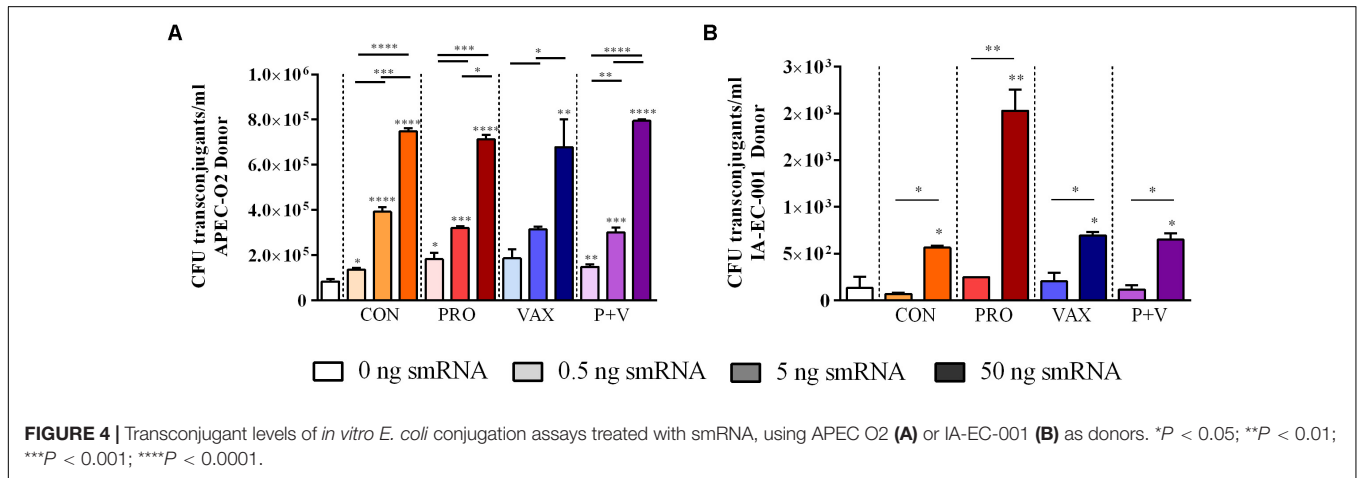 A
CFU transconjugants/ml
APEC-O2 Donor
1.0×10⁶
8.0×10⁵
6.0×10⁵
4.0×10⁵
2.0×10⁵
0
****
***
***
*
*
****
**
*
****
****
*
***
****
**
**
***
****
CON
PRO
VAX
P+V
B
CFU transconjugants/ml
IA-EC-001 Donor
3×10³
2×10³
2×10³
1×10³
5×10²
0
**
**
*
*
*
*
*
*
CON
PRO
VAX
P+V
0 ng smRNA
0.5 ng smRNA
5 ng smRNA
50 ng smRNA
FIGURE 4 | Transconjugant levels of in vitro E. coli conjugation assays treated with smRNA, using APEC O2 (A) or IA-EC-001 (B) as donors. *P < 0.05; **P < 0.01;
***P < 0.001; ****P < 0.0001.